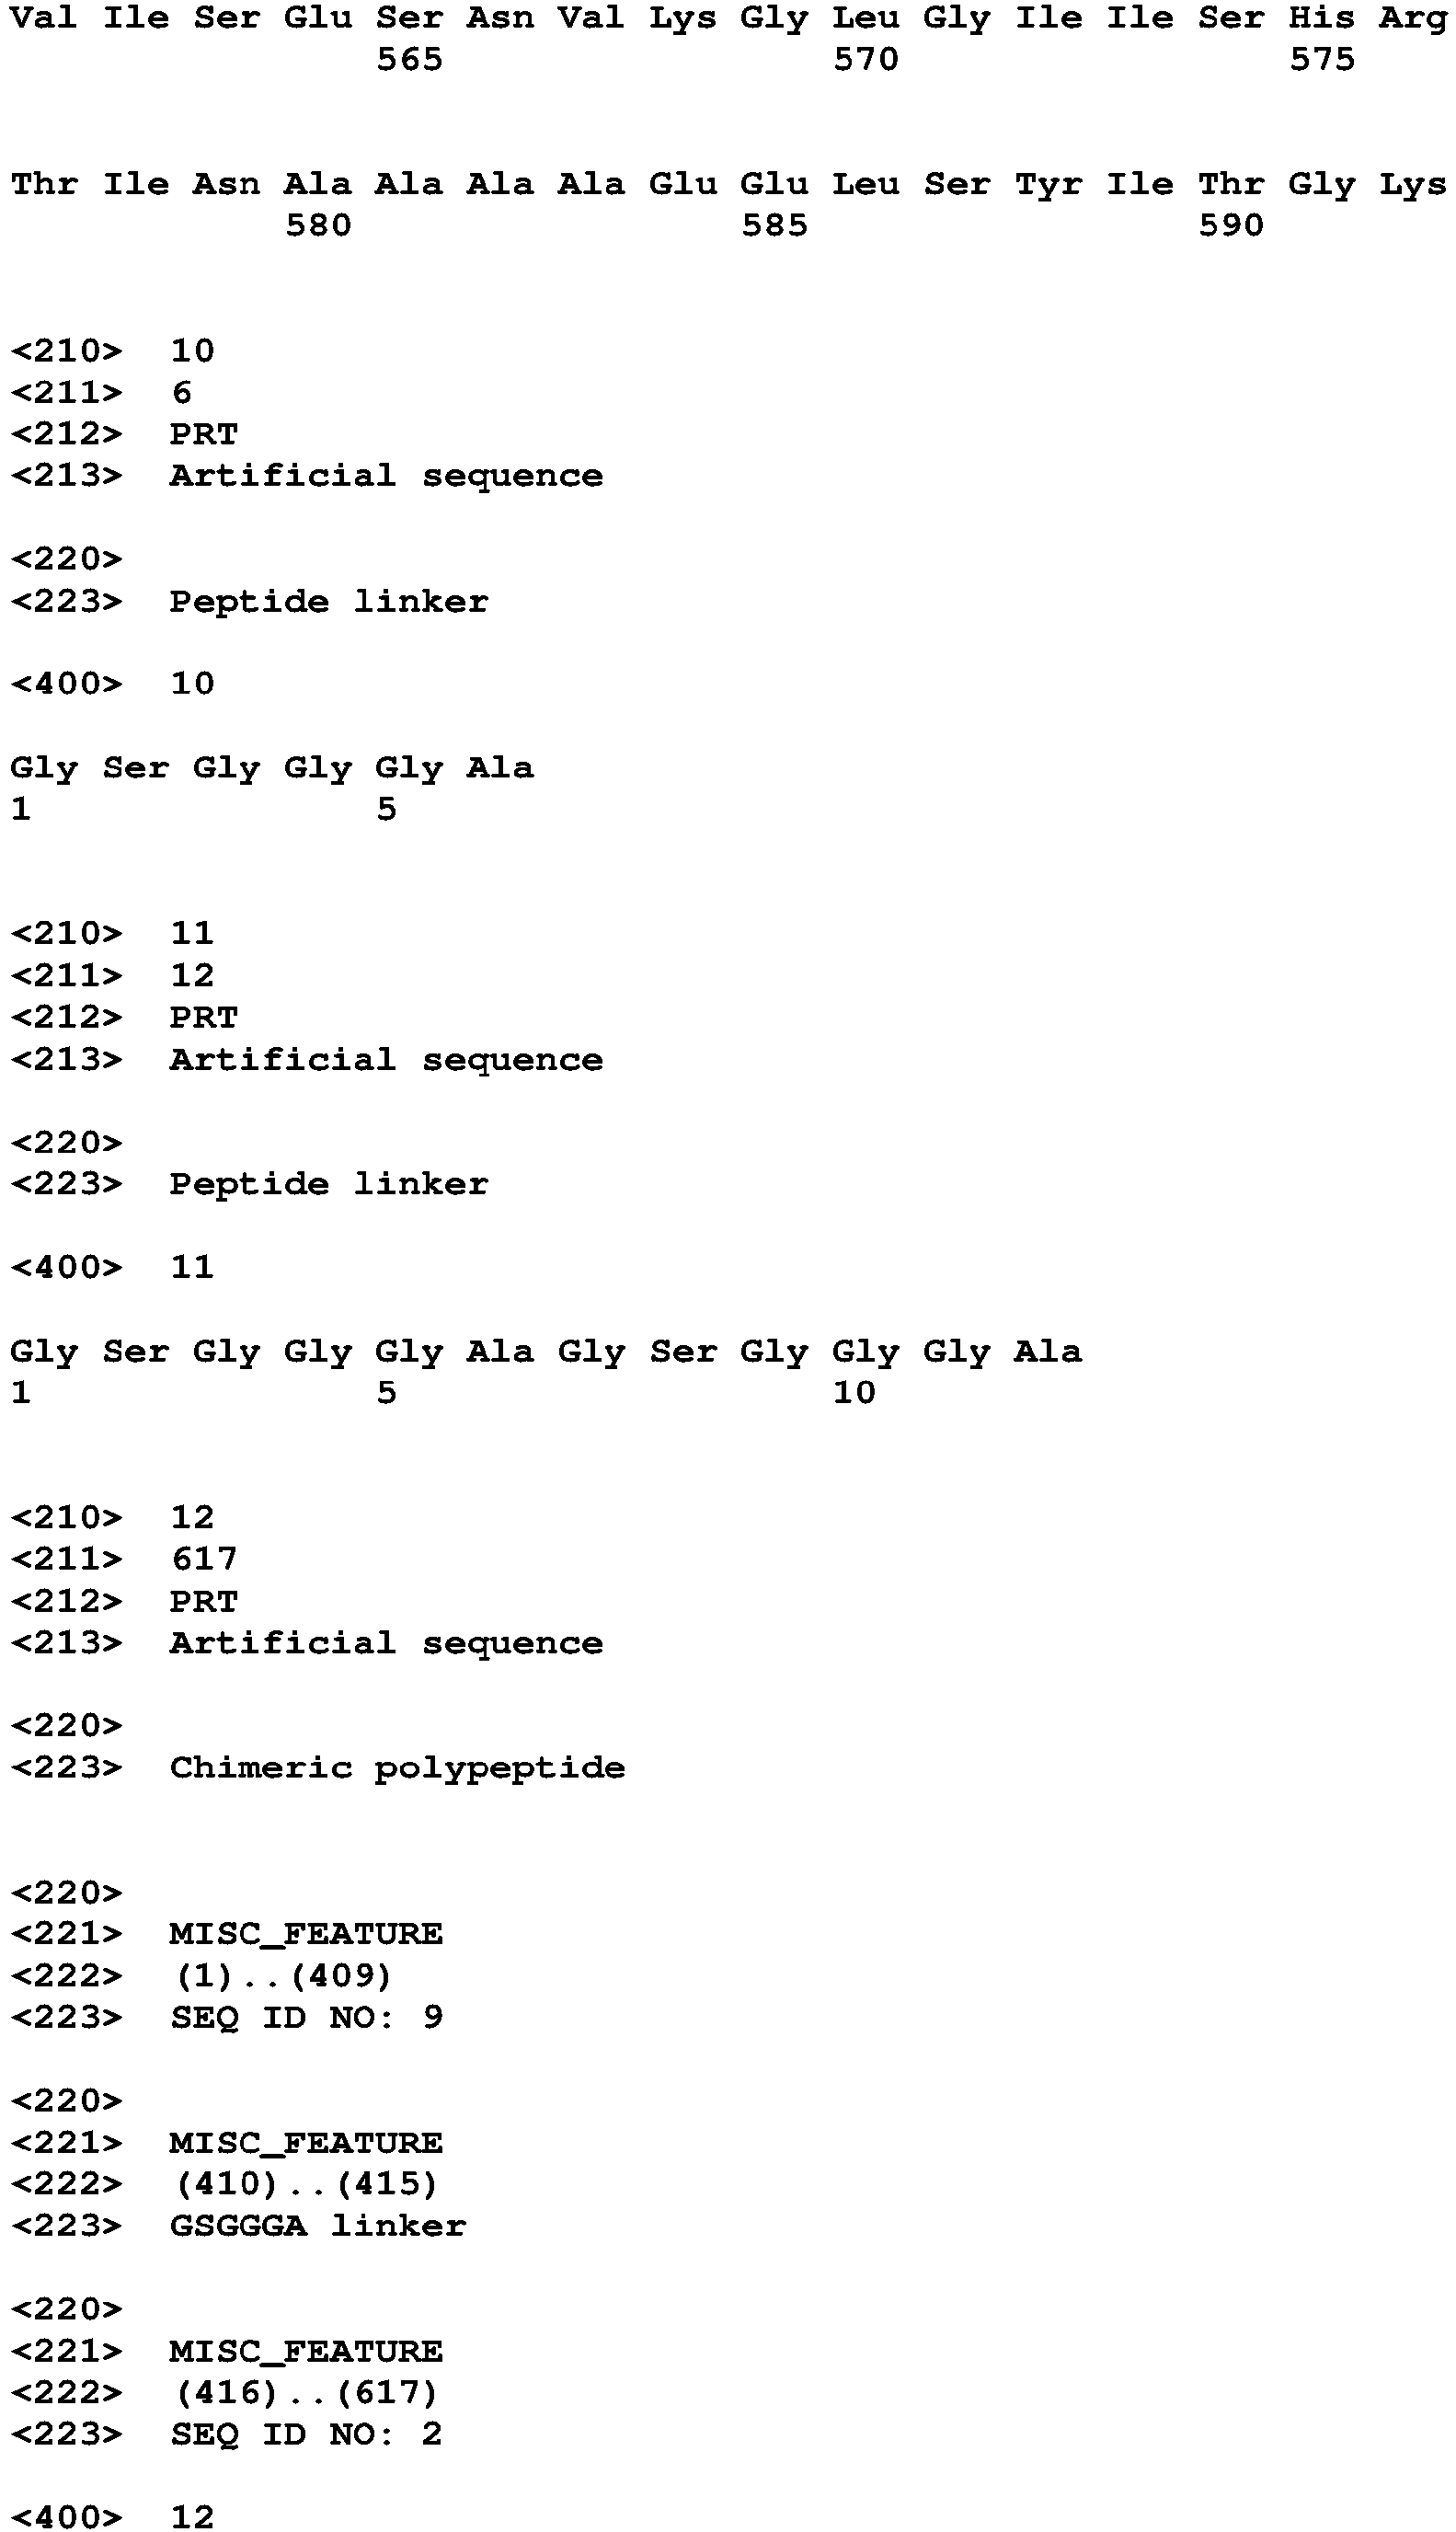 Val Ile Ser Glu Ser Asn Val Lys Gly Leu Gly Ile Ile Ser His Arg
565 570 575
Thr Ile Asn Ala Ala Ala Ala Glu Glu Leu Ser Tyr Ile Thr Gly Lys
580 585 590
<210> 10
<211> 6
<212> PRT
<213> Artificial sequence
<220>
<223> Peptide linker
<400> 10
Gly Ser Gly Gly Gly Ala
1 5
<210> 11
<211> 12
<212> PRT
<213> Artificial sequence
<220>
<223> Peptide linker
<400> 11
Gly Ser Gly Gly Gly Ala Gly Ser Gly Gly Gly Ala
1 5 10
<210> 12
<211> 617
<212> PRT
<213> Artificial sequence
<220>
<223> Chimeric polypeptide
<220>
<221> MISC_FEATURE
<222> (1)..(409)
<223> SEQ ID NO: 9
<220>
<221> MISC_FEATURE
<222> (410)..(415)
<223> GSGGGA linker
<220>
<221> MISC_FEATURE
<222> (416)..(617)
<223> SEQ ID NO: 2
<400> 12